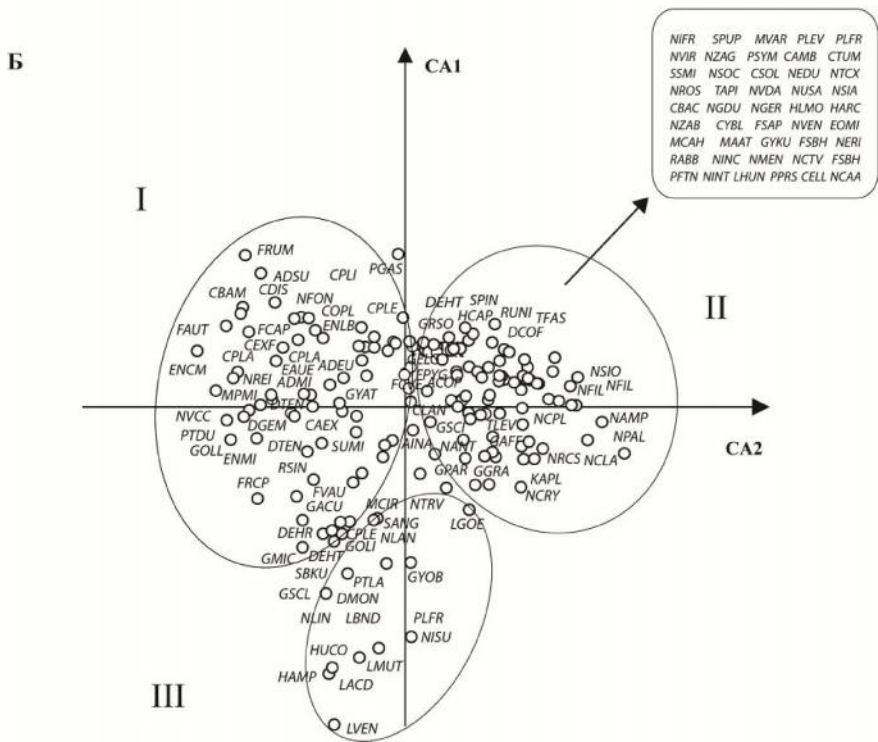 NIFR SPUP MVAR PLEV PLFR
Б
NVIR NZAG PSYM CAMB CTUM
CA1
SSMI NSOC CSOL NEDU NTCX
NROS TAPI NVDA NUSA NSIA
CBAC NGDU NGER HLMO HARC
NZAB CYBL FSAP NVEN EOMI
MCAH MAAT GYKU FSBH NERI
RABB NINC NMEN NCTV FSBH
PFTN NINT LHUN PPRS CELL NCAA
I
FRUM
PGAS
ADSU CPLI
CDIS
CBAM NFON DEHT SPIN
COPL CPLE HCAP RUNI
FAUT FCAP ENLB GRSO TFAS
II
CEXF DCOF
CPLA CPLA ADEU
ENCM EAUE EPYG NSIO
NREI ADMI ACOP NFIL NFIL
MPMI GYAT
NVCC CLAN NCPL NAMP
DGEM CAEX GSCI TLEV
PTDU CA2
GOLL DTEN SUMI AINA NANT NPAL
ENMI NRCS NCLA
RSIN GPAR GGRA KAPL
FRCP FVAU NCRY
GACU MCIR NTRV
SANG LGOE
DEHR CPLE NLAN
GMIC DEHT GOLI
SBKU PTLA GYOB
GSCL DMON
NLIN LBND PLFR
NISU
HUCO
LMUT
HAMP LACD
III
LVEN